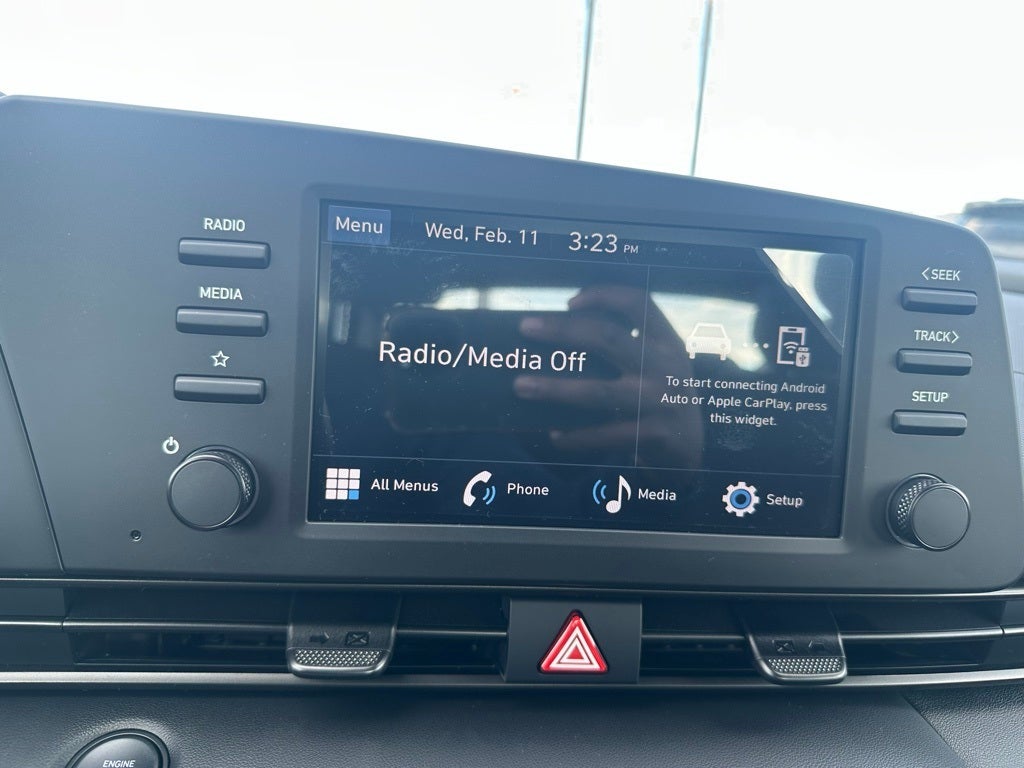 RADIO
MEDIA
Menu
Wed, Feb. 11
3:23 PM
Radio/Media Off
To start connecting Android
Auto or Apple CarPlay, press
this widget.
All Menus
Phone
Media
Setup
<SEEK
TRACK>
SETUP
ENGINE